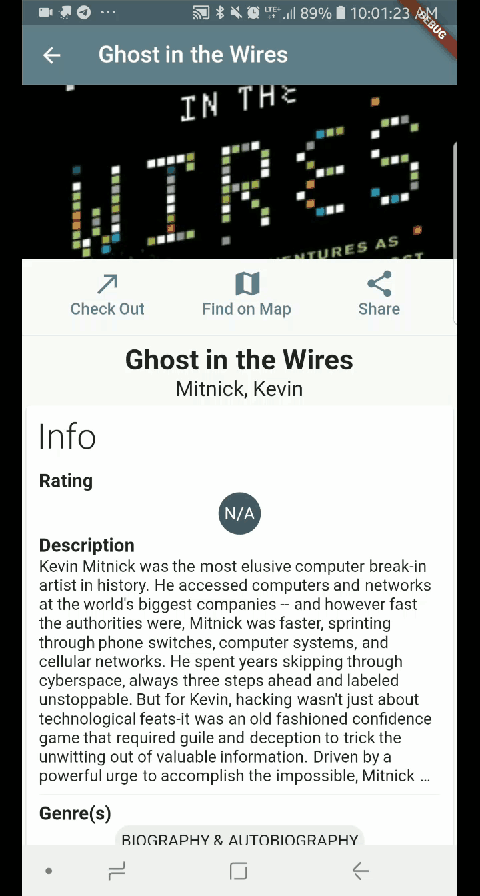 LTE+ 89% 10:01:23 AM
DEBUG
Ghost in the Wires
IN THE
WIRES
ENTURES AS
Check Out
Find on Map
Share
Ghost in the Wires
Mitnick, Kevin
Info
Rating
N/A
Description
Kevin Mitnick was the most elusive computer break-in
artist in history. He accessed computers and networks
at the world's biggest companies -- and however fast
the authorities were, Mitnick was faster, sprinting
through phone switches, computer systems, and
cellular networks. He spent years skipping through
cyberspace, always three steps ahead and labeled
unstoppable. But for Kevin, hacking wasn't just about
technological feats-it was an old fashioned confidence
game that required guile and deception to trick the
unwitting out of valuable information. Driven by a
powerful urge to accomplish the impossible, Mitnick ...
Genre(s)
BIOGRAPHY & AUTOBIOGRAPHY